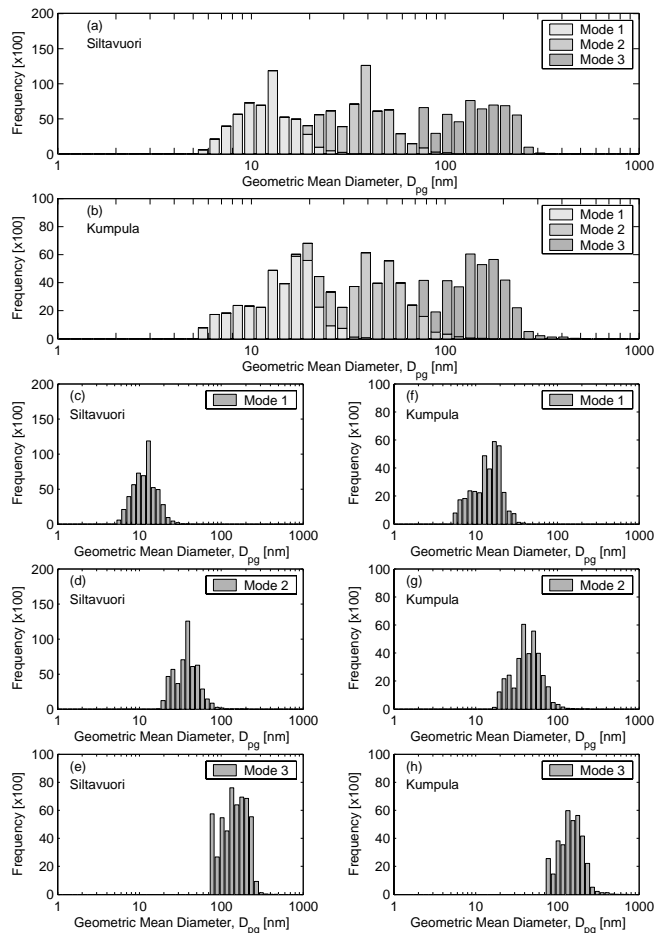 (a)
Siltavuori
Mode 1
Mode 2
Mode 3
Frequency [x100]
200
150
100
50
0
1 10 100 1000
Geometric Mean Diameter, Dpg [nm]
(b)
Kumpula
Mode 1
Mode 2
Mode 3
Frequency [x100]
100
80
60
40
20
0
1 10 100 1000
Geometric Mean Diameter, Dpg [nm]
(c)
Siltavuori
Mode 1
Frequency [x100]
200
150
100
50
0
1 10 100 1000
Geometric Mean Diameter, Dpg [nm]
(f)
Kumpula
Mode 1
Frequency [x100]
100
80
60
40
20
0
1 10 100 1000
Geometric Mean Diameter, Dpg [nm]
(d)
Siltavuori
Mode 2
Frequency [x100]
200
150
100
50
0
1 10 100 1000
Geometric Mean Diameter, Dpg [nm]
(g)
Kumpula
Mode 2
Frequency [x100]
100
80
60
40
20
0
1 10 100 1000
Geometric Mean Diameter, Dpg [nm]
(e)
Siltavuori
Mode 3
Frequency [x100]
100
80
60
40
20
0
1 10 100 1000
Geometric Mean Diameter, Dpg [nm]
(h)
Kumpula
Mode 3
Frequency [x100]
100
80
60
40
20
0
1 10 100 1000
Geometric Mean Diameter, Dpg [nm]